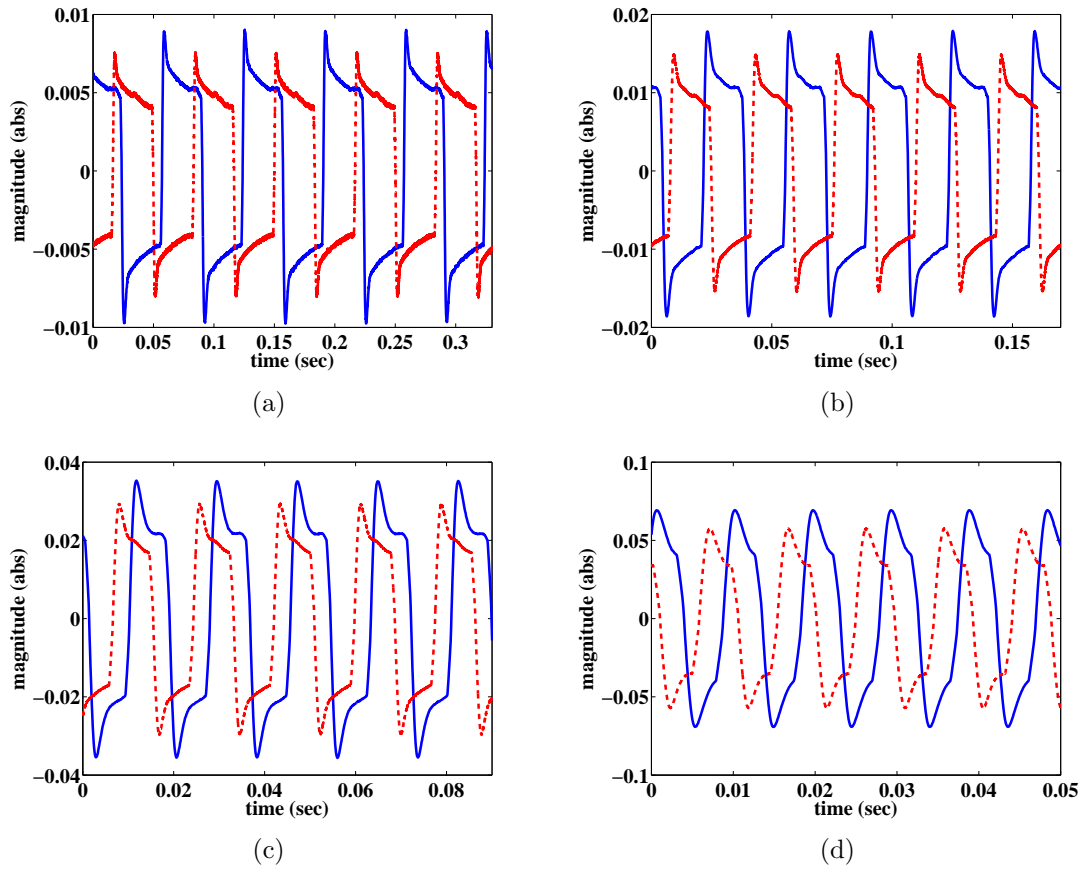 0.01
0.005
0
−0.005
−0.01
magnitude (abs)
0 0.05 0.1 0.15 0.2 0.25 0.3
time (sec)
(a)
0.02
0.01
0
−0.01
−0.02
magnitude (abs)
0 0.05 0.1 0.15
time (sec)
(b)
0.04
0.02
0
−0.02
−0.04
magnitude (abs)
0 0.02 0.04 0.06 0.08
time (sec)
(c)
0.1
0.05
0
−0.05
−0.1
magnitude (abs)
0 0.01 0.02 0.03 0.04 0.05
time (sec)
(d)